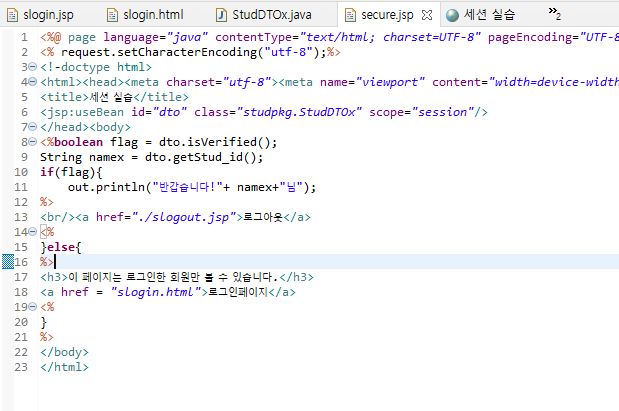 slogin.jsp slogin.html StudDTOx.java secure.jsp 세션 실습 »2
1 <%@ page language="java" contentType="text/html; charset=UTF-8" pageEncoding="UTF-8
2 <% request.setCharacterEncoding("utf-8");%>
3 <!-doctype html>
4 <html><head><meta charset="utf-8"><meta name="viewport" content="width=device-width
5 <title>세션 실습</title>
6 <jsp:useBean id="dto" class="studpkg.StudDTOx" scope="session"/>
7 </head><body>
8 <%boolean flag = dto.isVerified();
9 String namex = dto.getStud_id();
10 if(flag){
11 out.println("반갑습니다!"+ namex+"님");
12 %>
13 <br/><a href="./slogout.jsp">로그아웃</a>
14 <%
15 }else{
16 %>
17 <h3>이 페이지는 로그인한 회원만 볼 수 있습니다.</h3>
18 <a href = "slogin.html">로그인페이지</a>
19 <%
20 }
21 %>
22 </body>
23 </html>